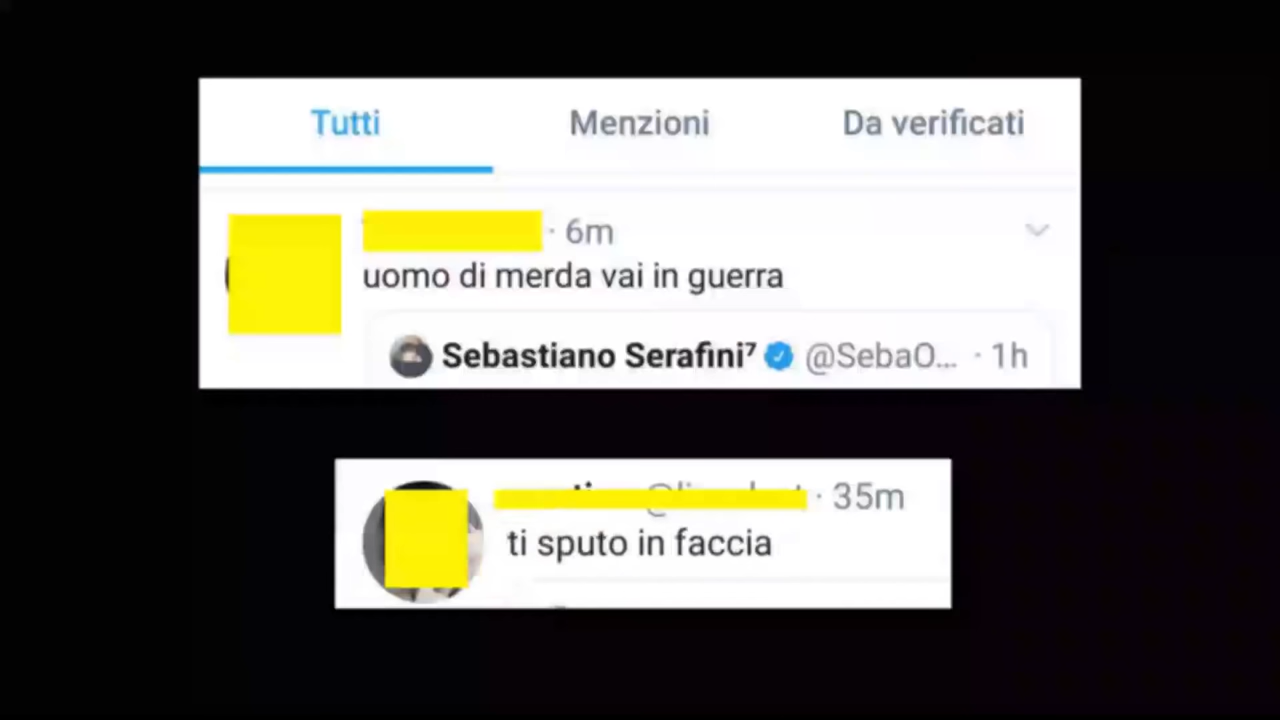 Tutti Menzioni Da verificati
· 6m
uomo di merda vai in guerra
Sebastiano Serafini⁷ @SebaO... · 1h
· 35m
ti sputo in faccia